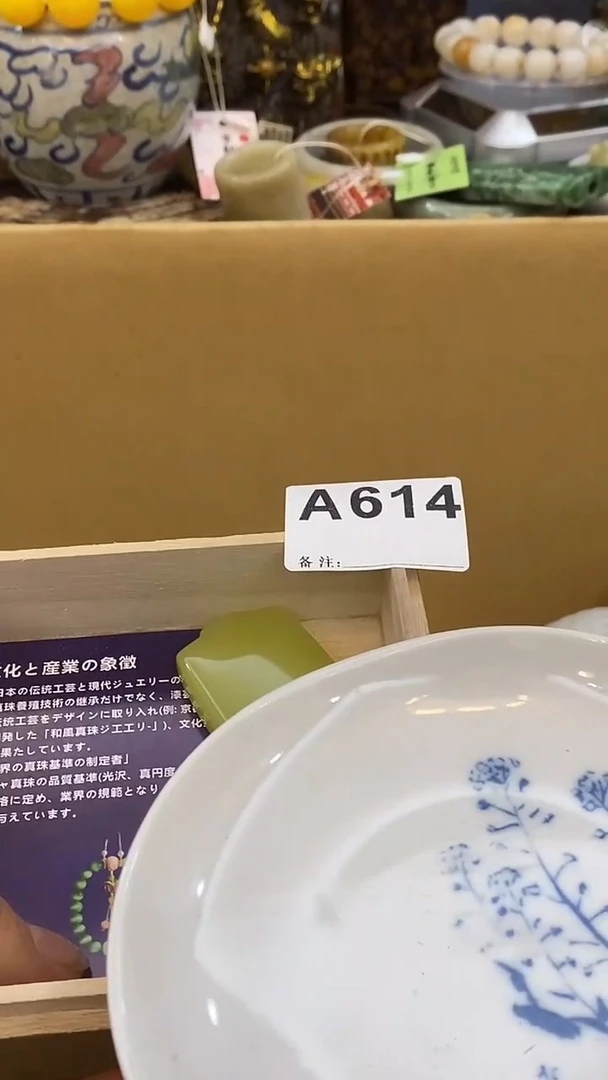 A614
备注:
化と産業の象徴
日本の伝統工芸と現代ジュエリーの
真珠養殖技術の継承だけでなく、漆芸
伝統工芸をデザインに取り入れ(例: 京
発した「和風真珠ジエエリ-」)、文化
果たしています。
界の真珠基準の制定者」
ヤ真珠の品質基準(光沢、真円度
格に定め、業界の規範となり
与えています。